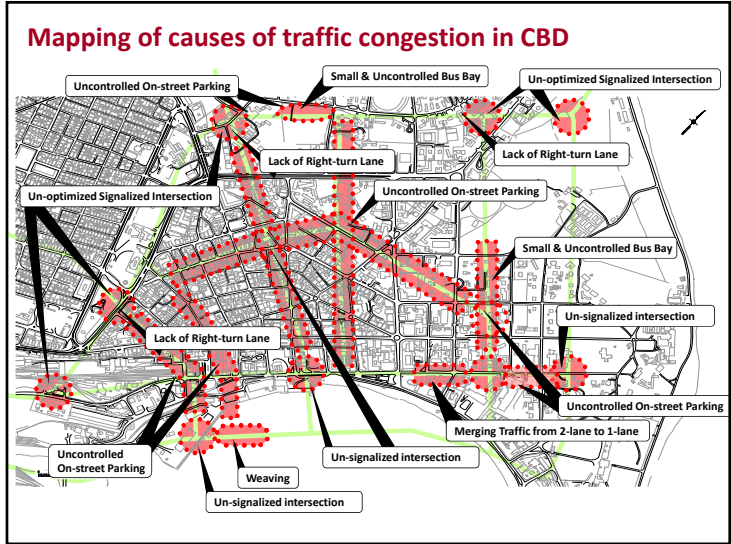 Mapping of causes of traffic congestion in CBD
Small & Uncontrolled Bus Bay
Uncontrolled On-street Parking
Un-optimized Signalized Intersection
Lack of Right-turn Lane
Lack of Right-turn Lane
Un-optimized Signalized Intersection
Uncontrolled On-street Parking
Small & Uncontrolled Bus Bay
Un-signalized intersection
Lack of Right-turn Lane
Uncontrolled On-street Parking
Merging Traffic from 2-lane to 1-lane
Uncontrolled
On-street Parking
Un-signalized intersection
Weaving
Un-signalized intersection